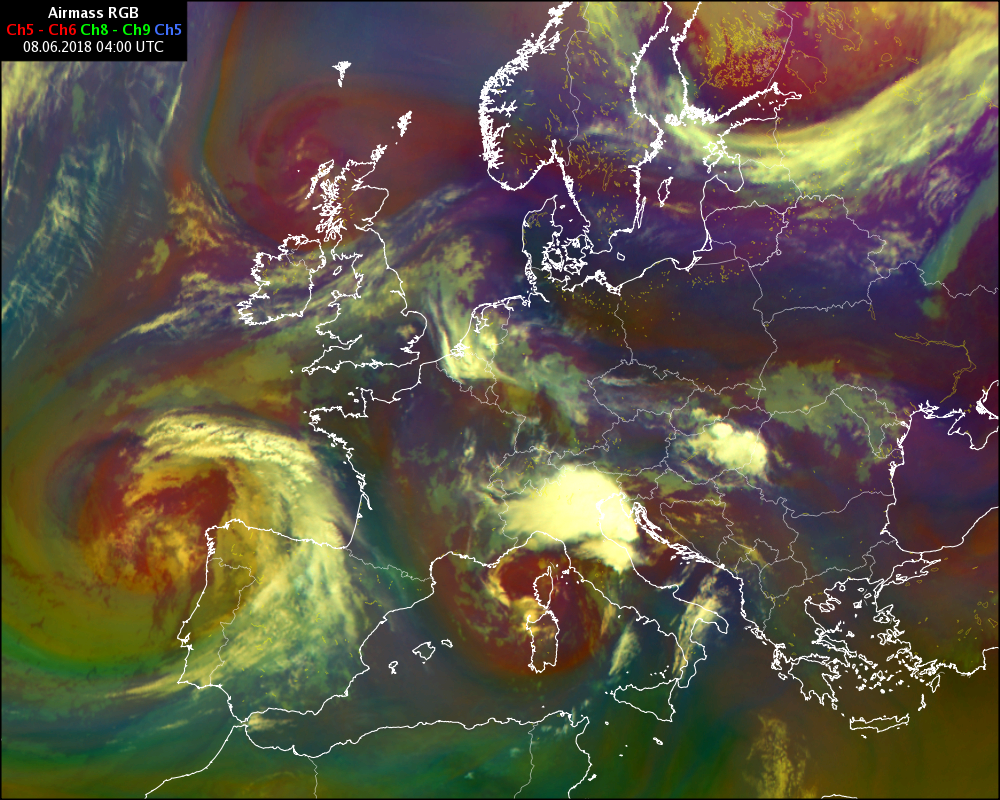 Airmass RGB
Ch5 - Ch6 Ch8 - Ch9 Ch5
08.06.2018 04:00 UTC